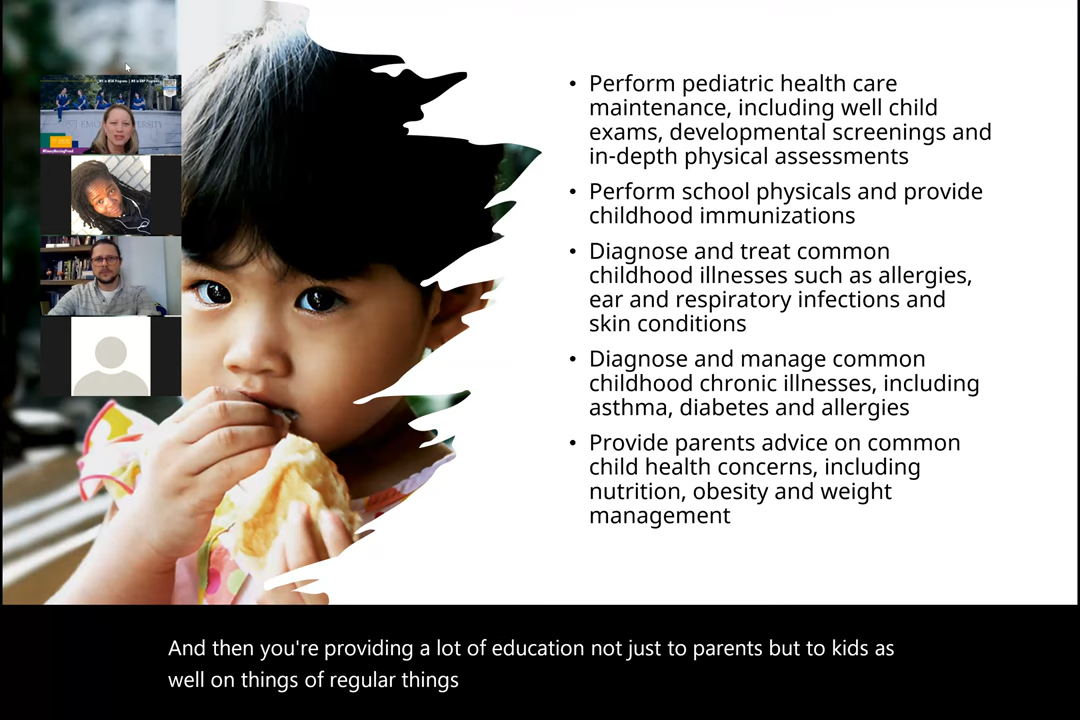 EMORY UNIVERSITY
#EmoryNursingProud
• Perform pediatric health care
maintenance, including well child
exams, developmental screenings and
in-depth physical assessments
• Perform school physicals and provide
childhood immunizations
• Diagnose and treat common
childhood illnesses such as allergies,
ear and respiratory infections and
skin conditions
• Diagnose and manage common
childhood chronic illnesses, including
asthma, diabetes and allergies
• Provide parents advice on common
child health concerns, including
nutrition, obesity and weight
management
And then you're providing a lot of education not just to parents but to kids as
well on things of regular things